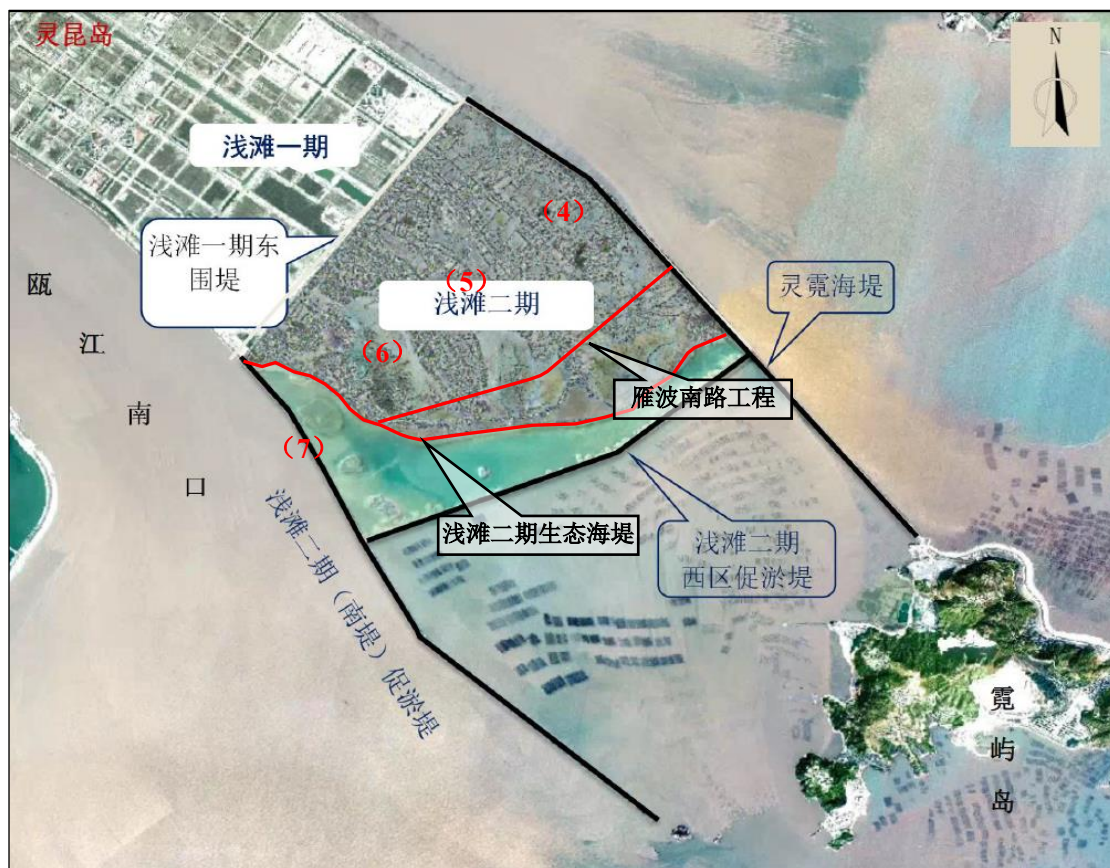 灵昆岛
N
浅滩一期
（4）
浅滩一期东
围堤
（5）
浅滩二期
灵霓海堤
瓯
江
南
口
（6）
雁波南路工程
（7）
浅滩二期生态海堤
浅滩二期
西区促淤堤
浅滩二期（南堤）促淤堤
霓
屿
岛